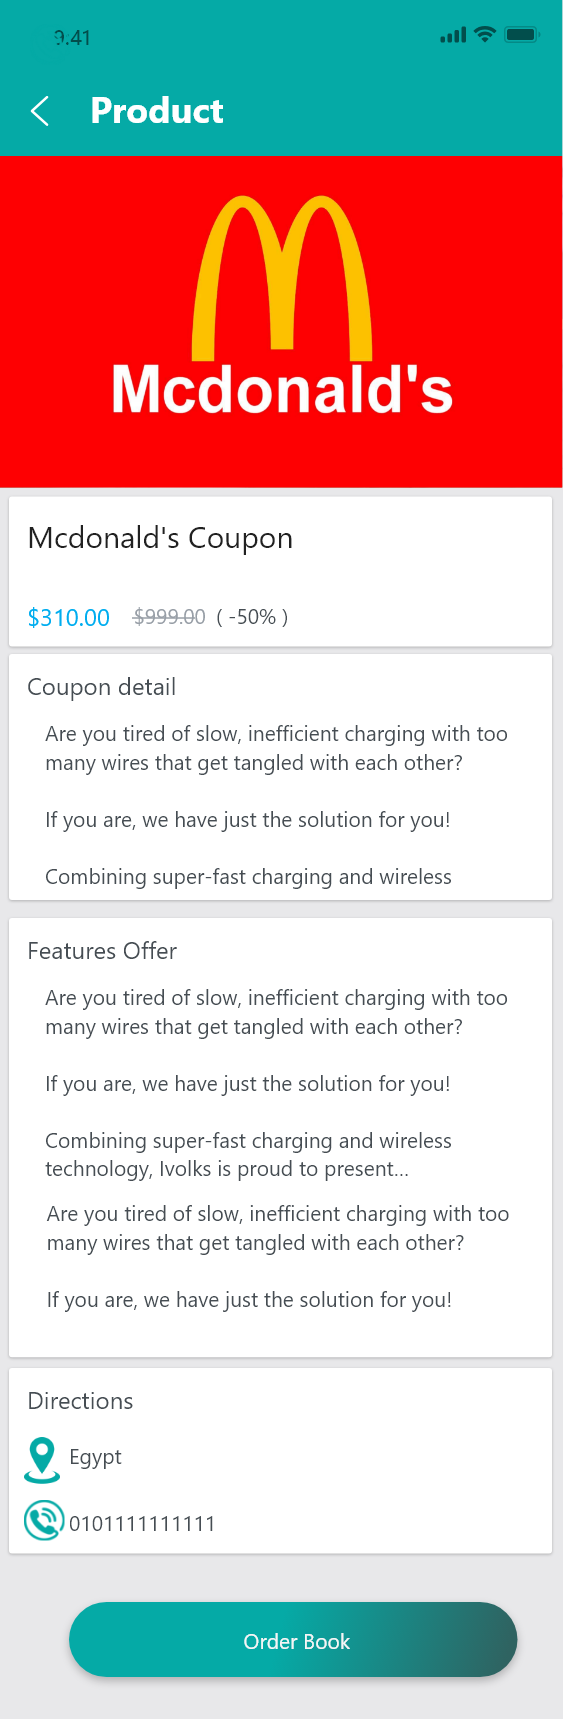 9.41
Product
Mcdonald's
Mcdonald's Coupon
$310.00 $999.00 ( -50% )
Coupon detail
Are you tired of slow, inefficient charging with too
many wires that get tangled with each other?
If you are, we have just the solution for you!
Combining super-fast charging and wireless
Features Offer
Are you tired of slow, inefficient charging with too
many wires that get tangled with each other?
If you are, we have just the solution for you!
Combining super-fast charging and wireless
technology, Ivolks is proud to present...
Are you tired of slow, inefficient charging with too
many wires that get tangled with each other?
If you are, we have just the solution for you!
Directions
Egypt
0101111111111
Order Book